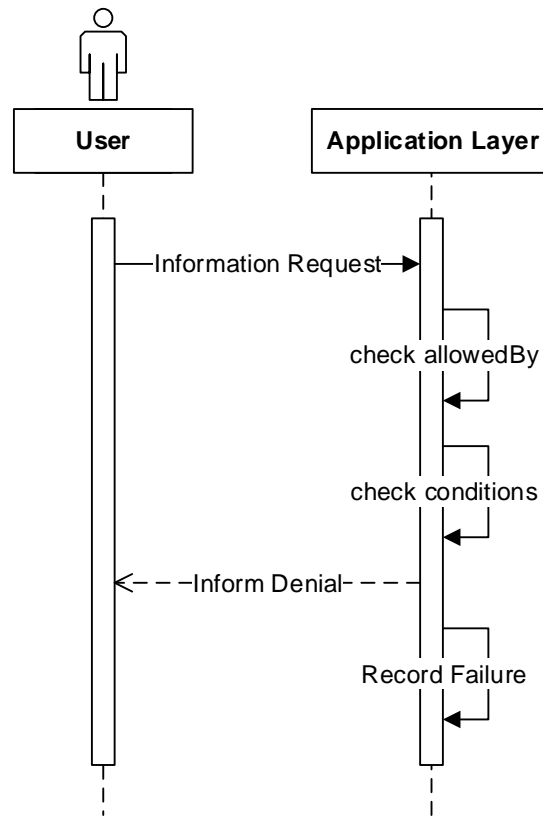 User
Application Layer
Information Request
check allowedBy
check conditions
Inform Denial
Record Failure